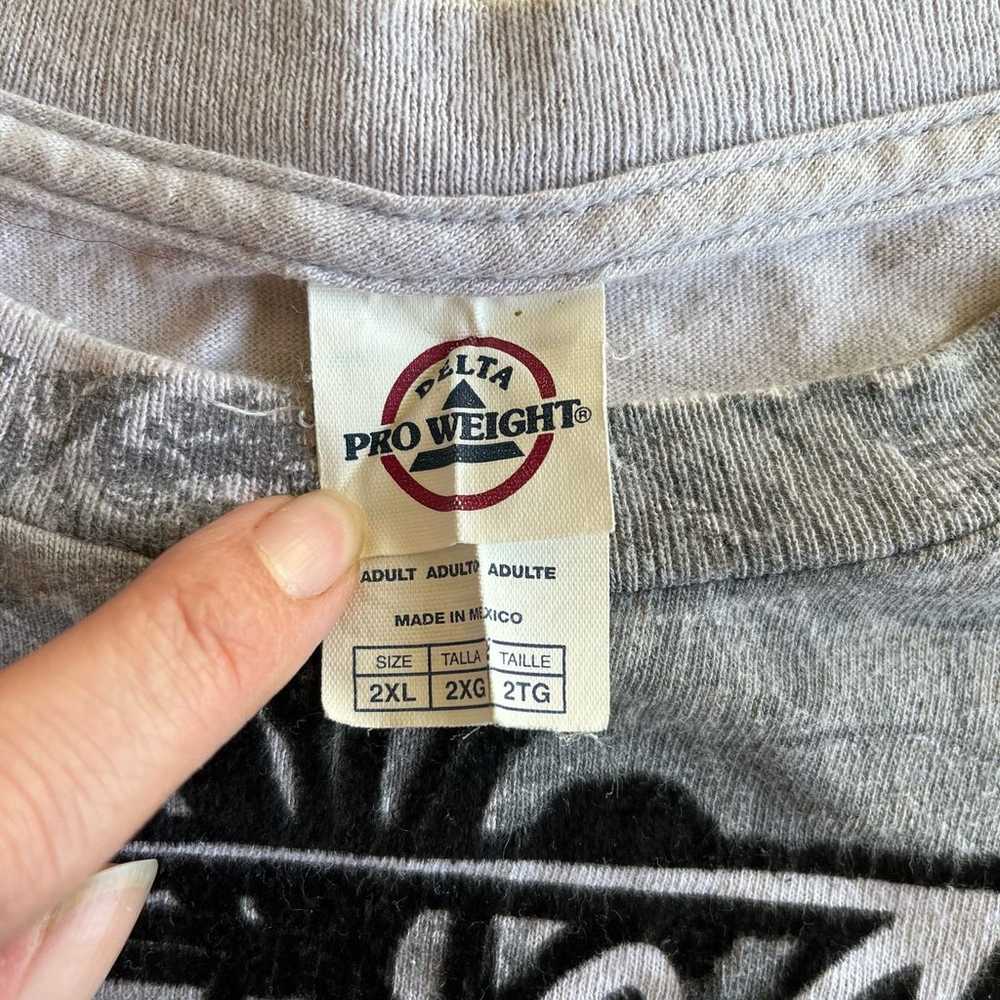 DELTA
PRO WEIGHT®
ADULT ADULTO ADULTE
MADE IN MEXICO
SIZE TALLA TAILLE
2XL 2XG 2TG